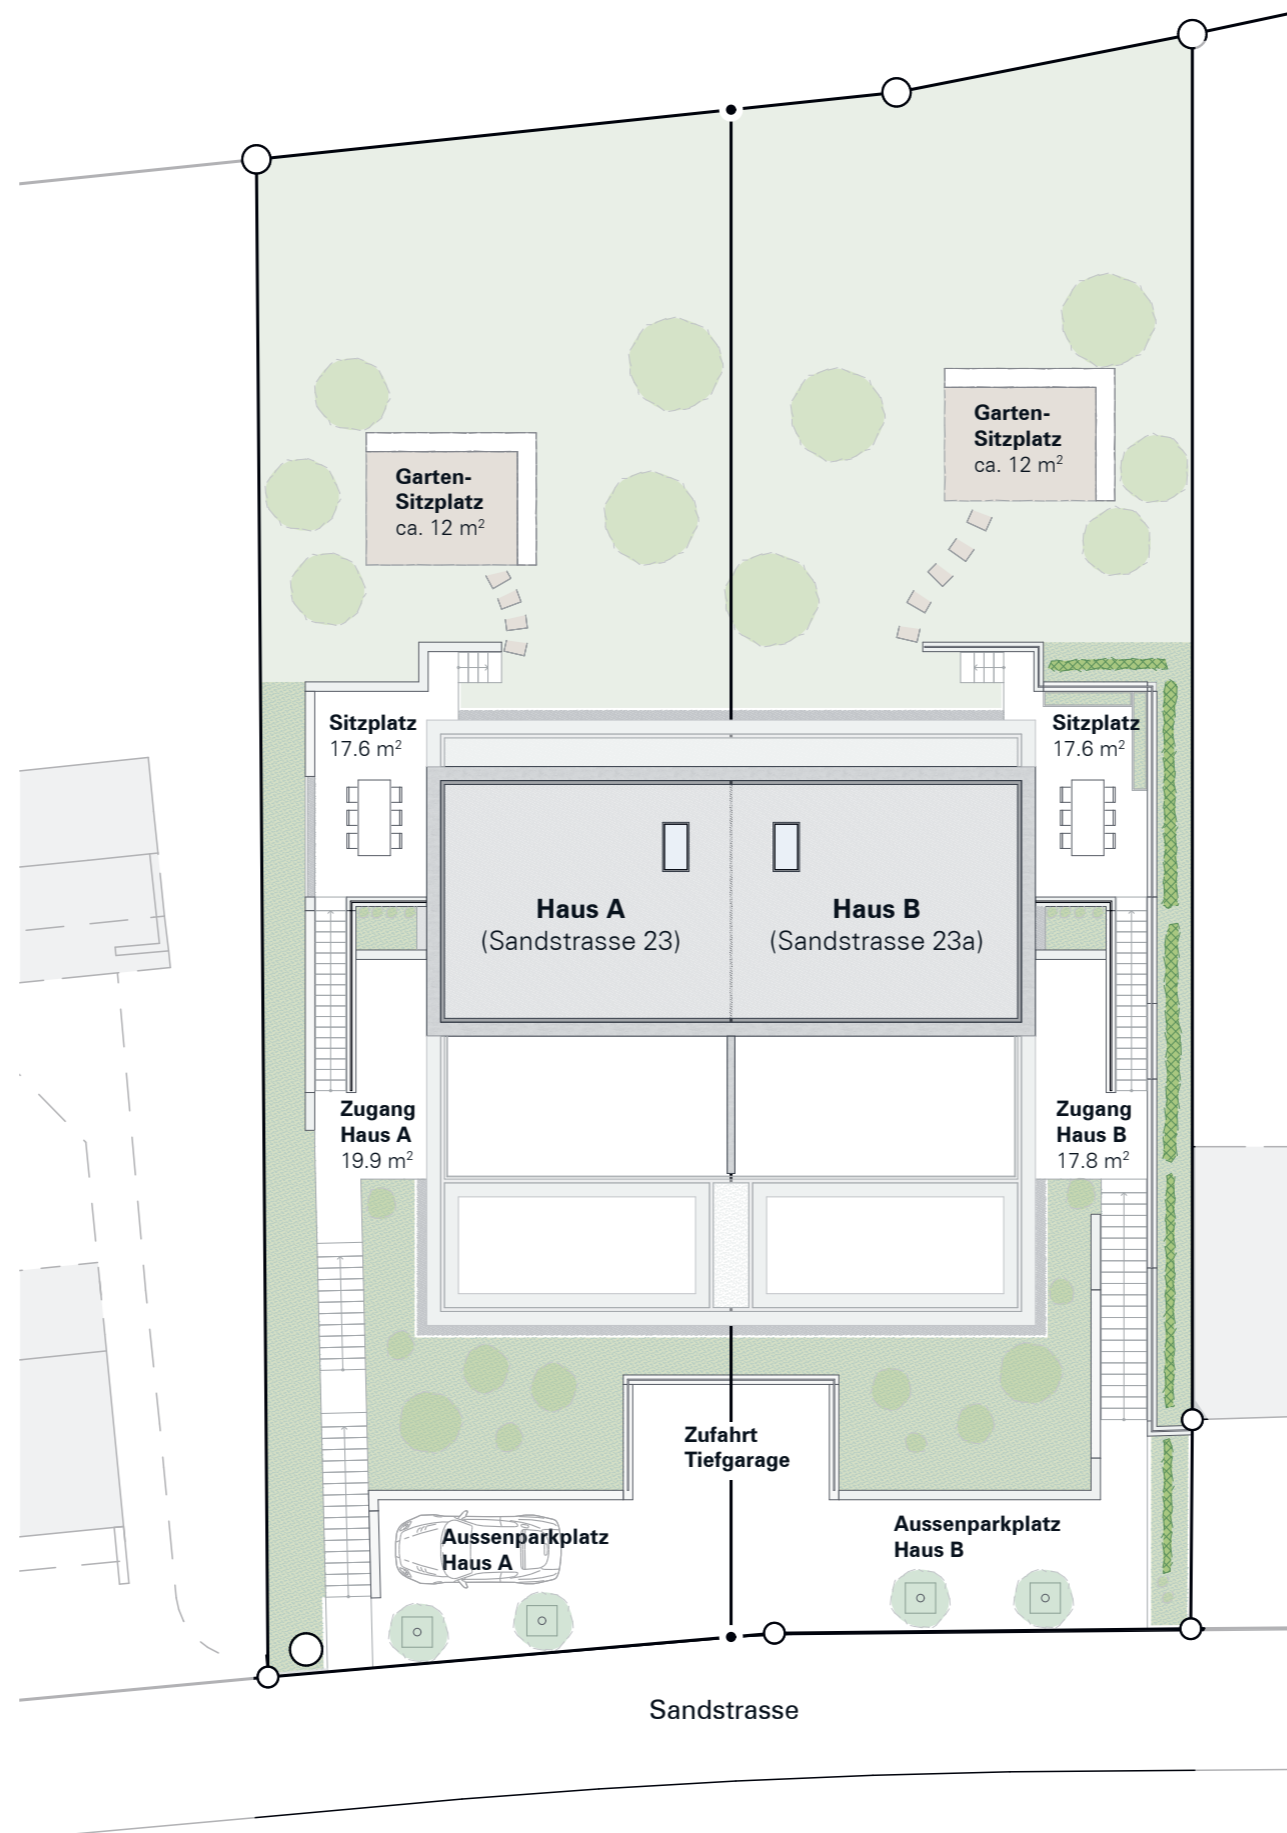 Garten-
Sitzplatz
ca. 12 m²
Garten-
Sitzplatz
ca. 12 m²
Sitzplatz
17.6 m²
Sitzplatz
17.6 m²
Haus A
(Sandstrasse 23)
Haus B
(Sandstrasse 23a)
Zugang
Haus A
19.9 m²
Zugang
Haus B
17.8 m²
Zufahrt
Tiefgarage
Aussenparkplatz
Haus A
Aussenparkplatz
Haus B
Sandstrasse